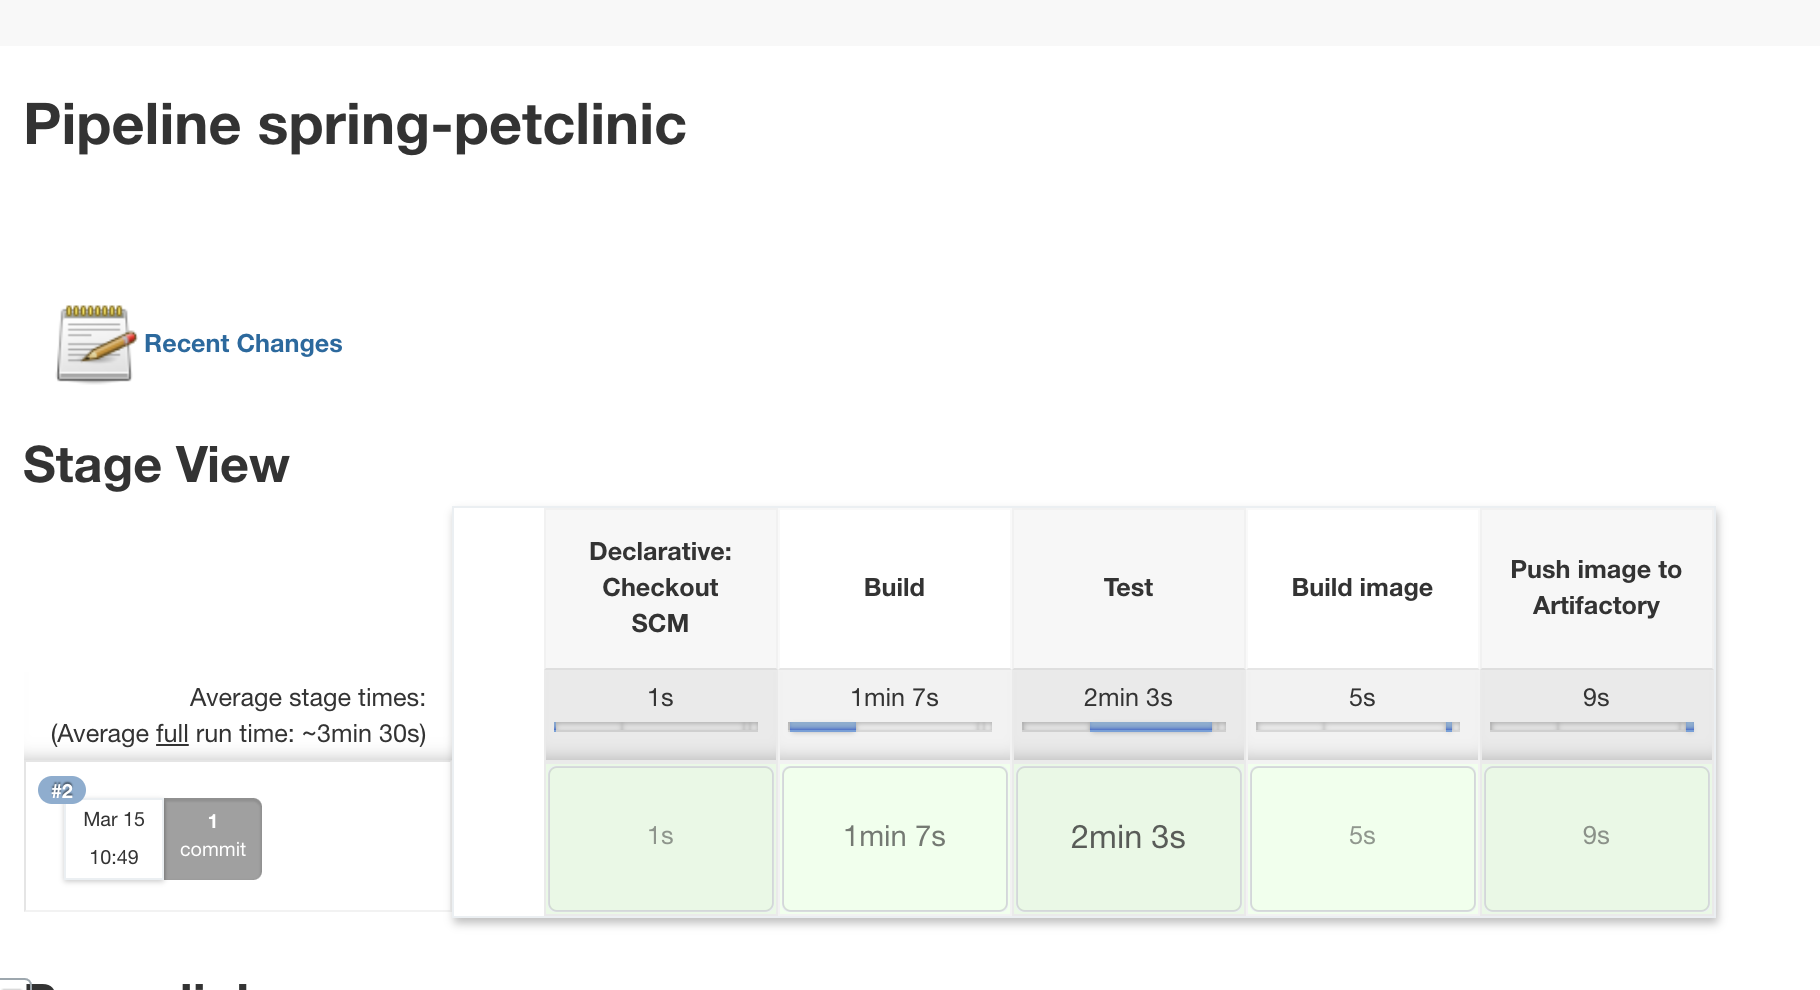 Pipeline spring-petclinic
Recent Changes
Stage View
Declarative:
Checkout
SCM
Build
Test
Build image
Push image to
Artifactory
Average stage times:
(Average full run time: ~3min 30s)
1s
1min 7s
2min 3s
5s
9s
#2
Mar 15
10:49
1
commit
1s
1min 7s
2min 3s
5s
9s